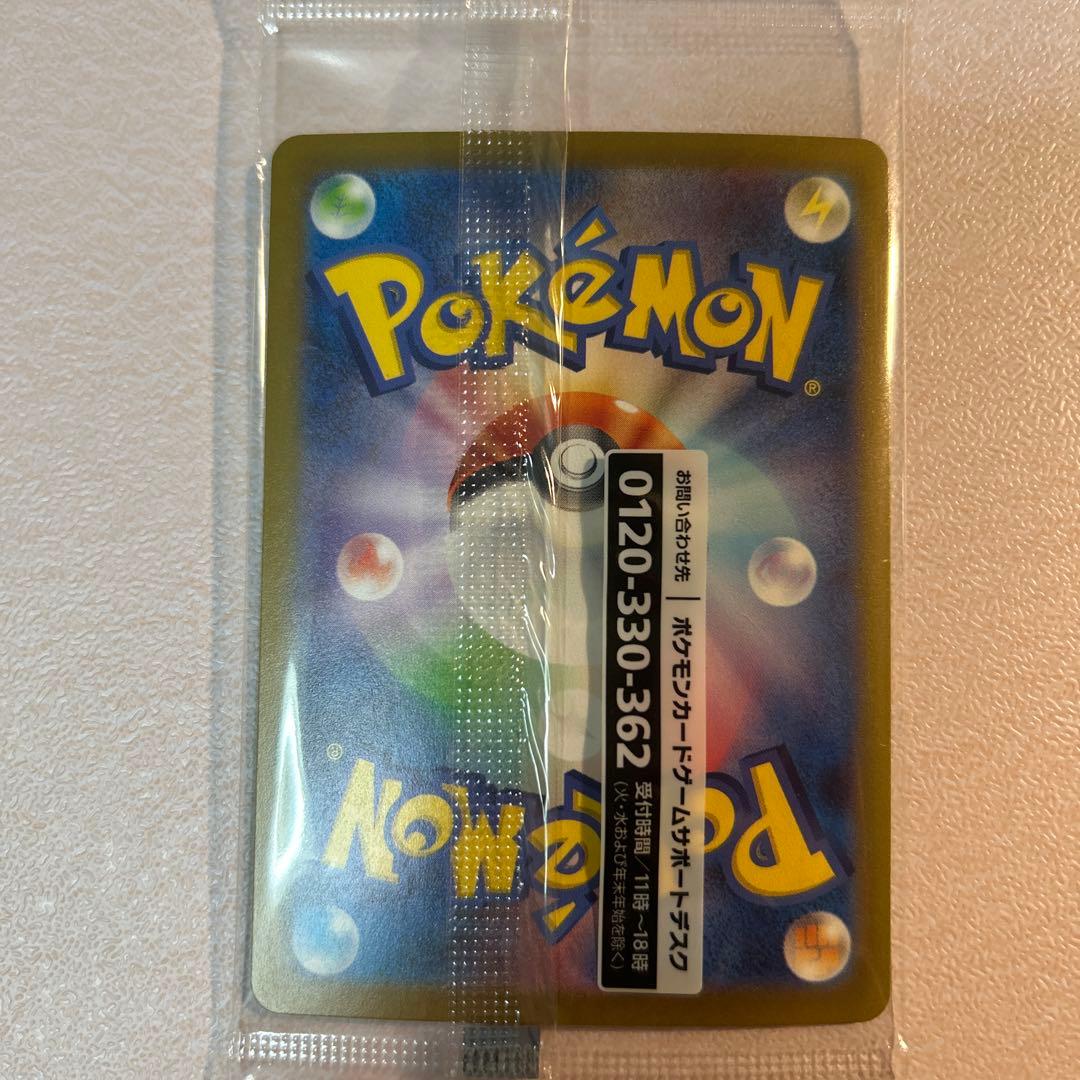 POKéMON
®
お問い合わせ先 | ポケモンカードゲームサポートデスク
0120-330-362 受付時間/11時~18時
(火・水および年末年始を除く)
POKéMON
®